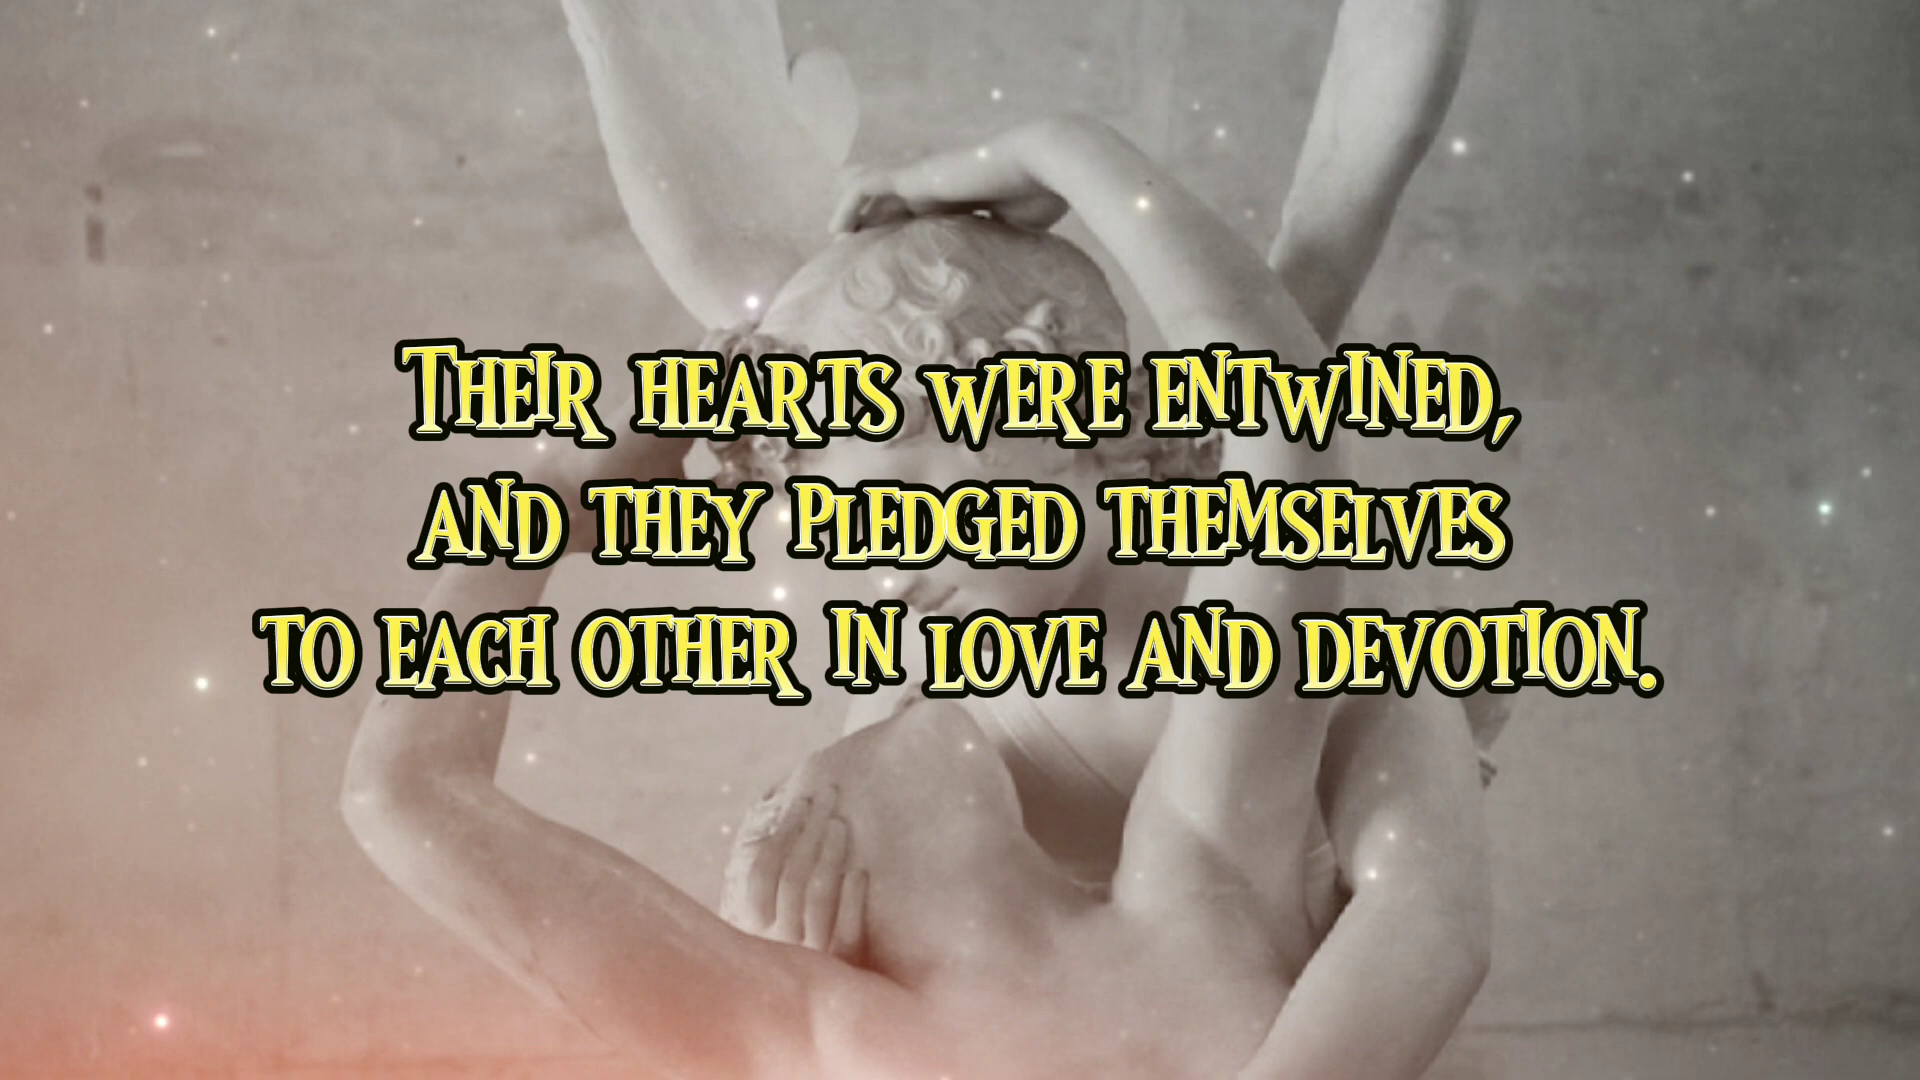 Their hearts were entwined,
and they pledged themselves
to each other in love and devotion.